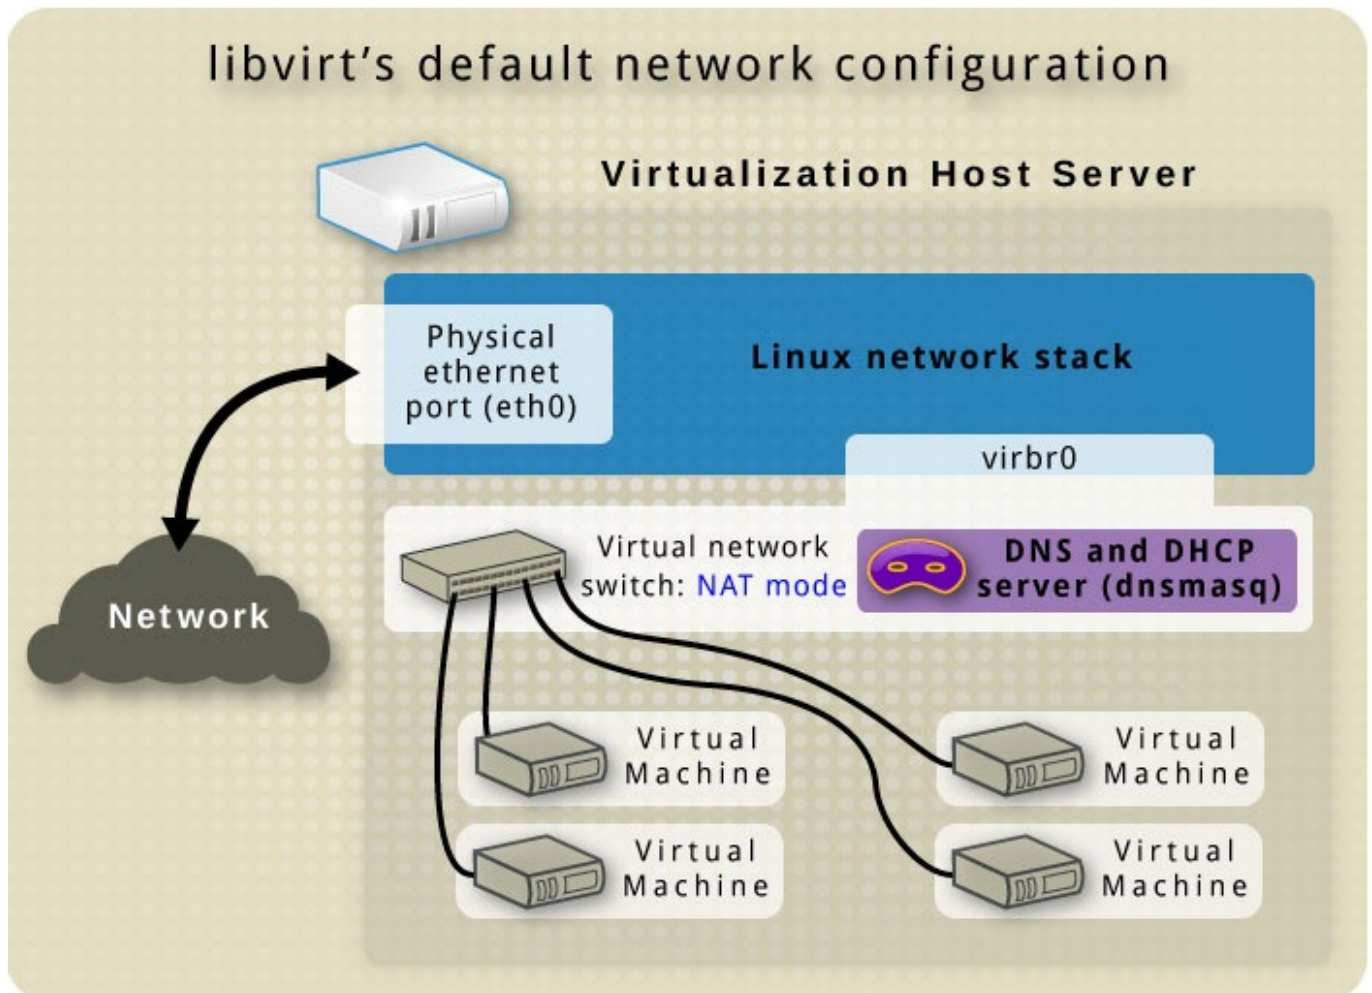 libvirt’s default network configuration
Virtualization Host Server
Physical
ethernet
port (eth0)
Linux network stack
virbr0
Virtual network
switch: NAT mode
DNS and DHCP
server (dnsmasq)
Network
Virtual
Machine
Virtual
Machine
Virtual
Machine
Virtual
Machine